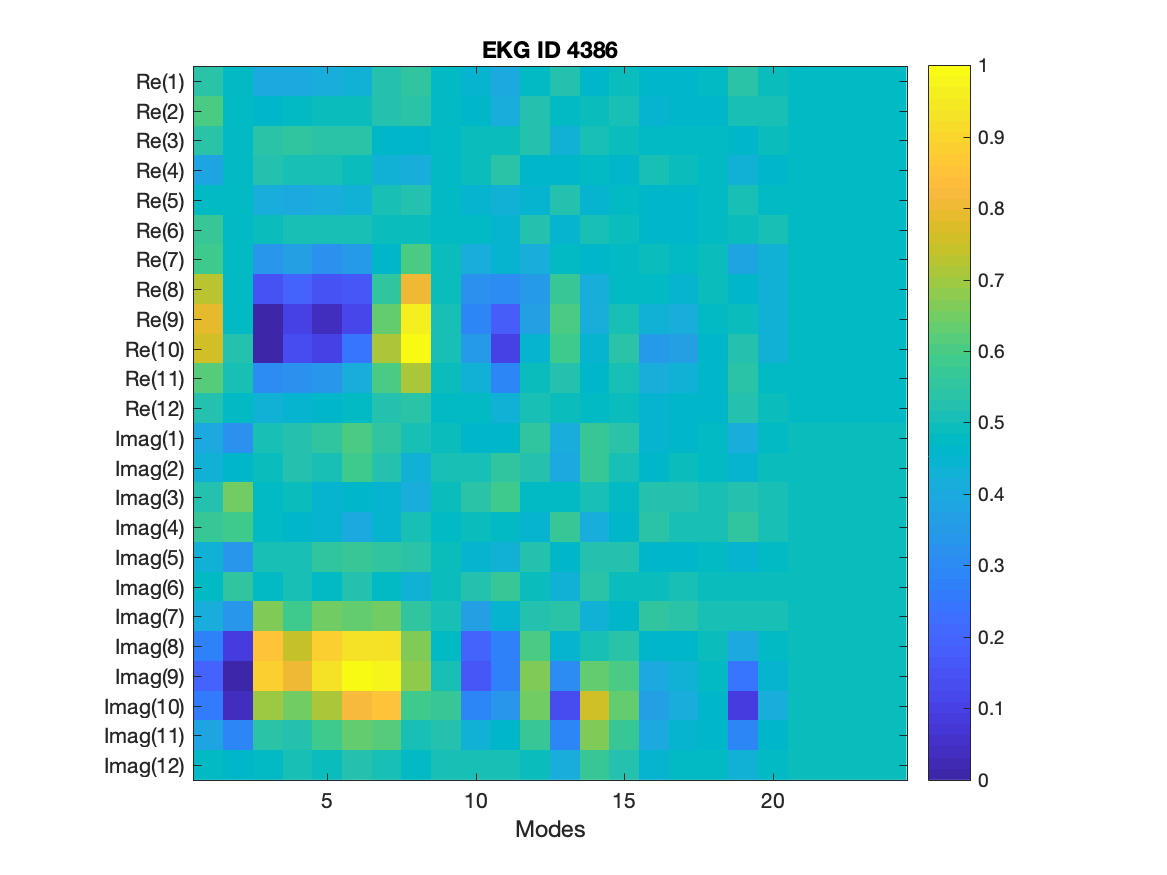 EKG ID 4386
Re(1)
Re(2)
Re(3)
Re(4)
Re(5)
Re(6)
Re(7)
Re(8)
Re(9)
Re(10)
Re(11)
Re(12)
Imag(1)
Imag(2)
Imag(3)
Imag(4)
Imag(5)
Imag(6)
Imag(7)
Imag(8)
Imag(9)
Imag(10)
Imag(11)
Imag(12)
5 10 15 20
Modes
1
0.9
0.8
0.7
0.6
0.5
0.4
0.3
0.2
0.1
0